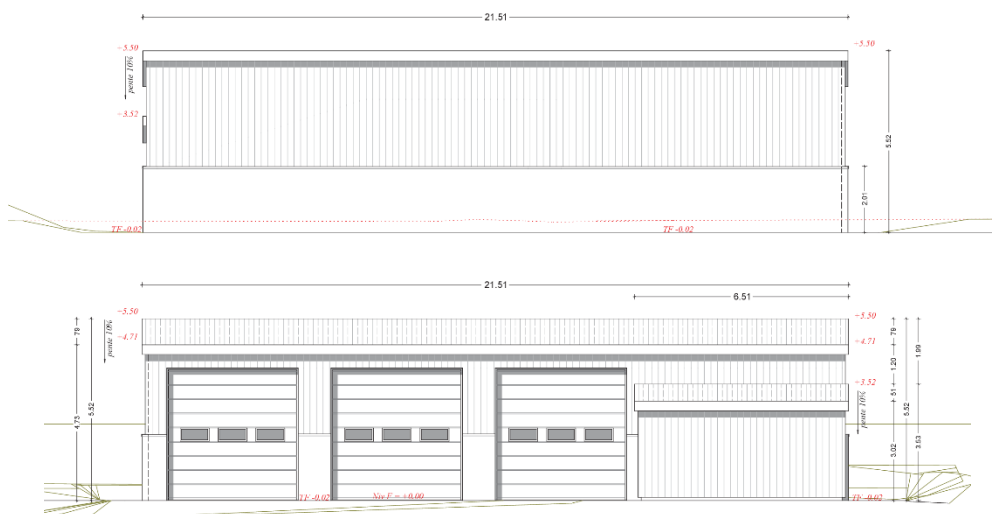 21.51
+5.50
+5.50
pente 10%
+3.52
5.52
2.01
TF -0.02
TF -0.02
21.51
6.51
+5.50
+5.50
79
pente 10%
+4.71
79
+4.71
1.99
1.20
+3.52
5.52
4.73
51
pente 10%
5.52
3.02
3.53
TF -0.02
Niv F = +0.00
TF -0.02